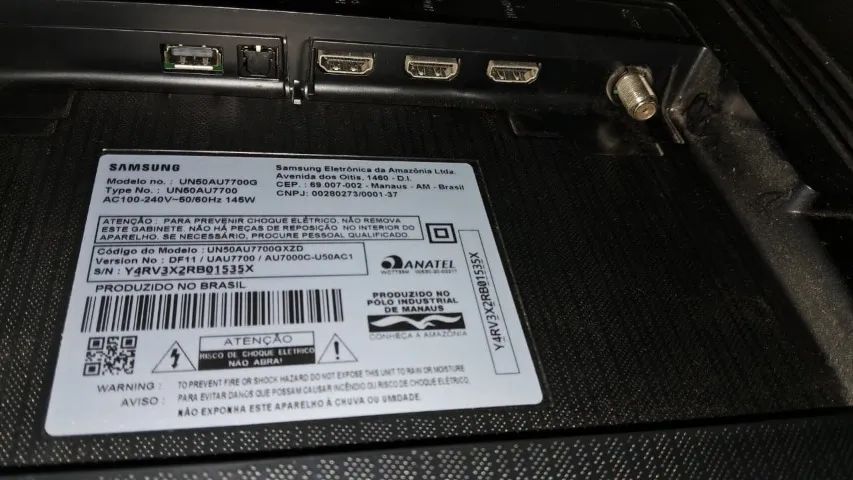 SAMSUNG
Modelo no. : UN50AU7700G
Type No. : UN50AU7700
AC100-240V~50/60Hz 145W
Samsung Eletrônica da Amazônia Ltda.
Avenida dos Oitis, 1460 - D.I.
CEP. : 69.007-002 - Manaus - AM - Brasil
CNPJ: 00280273/0001-37
ATENÇÃO : PARA PREVENIR CHOQUE ELÉTRICO, NÃO REMOVA
ESTE GABINETE. NÃO HÁ PEÇAS DE REPOSIÇÃO NO INTERIOR DO
APARELHO. SE NECESSÁRIO, PROCURE PESSOAL QUALIFICADO.
Código do Modelo : UN50AU7700GXZD
Version No : DF11 / UAU7700 / AU7000C-U50AC1
S/N : Y4RV3X2RB01535X
ANATEL
PRODUZIDO NO BRASIL
PRODUZIDO NO
PÓLO INDUSTRIAL
DE MANAUS
CONHEÇA A AMAZÔNIA
Y4RV3X2RB01535X
ATENÇÃO
RISCO DE CHOQUE ELÉTRICO
NÃO ABRA!
WARNING : TO PREVENT FIRE OR SHOCK HAZARD DO NOT EXPOSE THIS UNIT TO RAIN OR MOISTURE
AVISO : PARA EVITAR DANOS QUE POSSAM CAUSAR INCÊNDIO OU RISCO DE CHOQUE ELÉTRICO,
NÃO EXPONHA ESTE APARELHO À CHUVA OU UMIDADE.